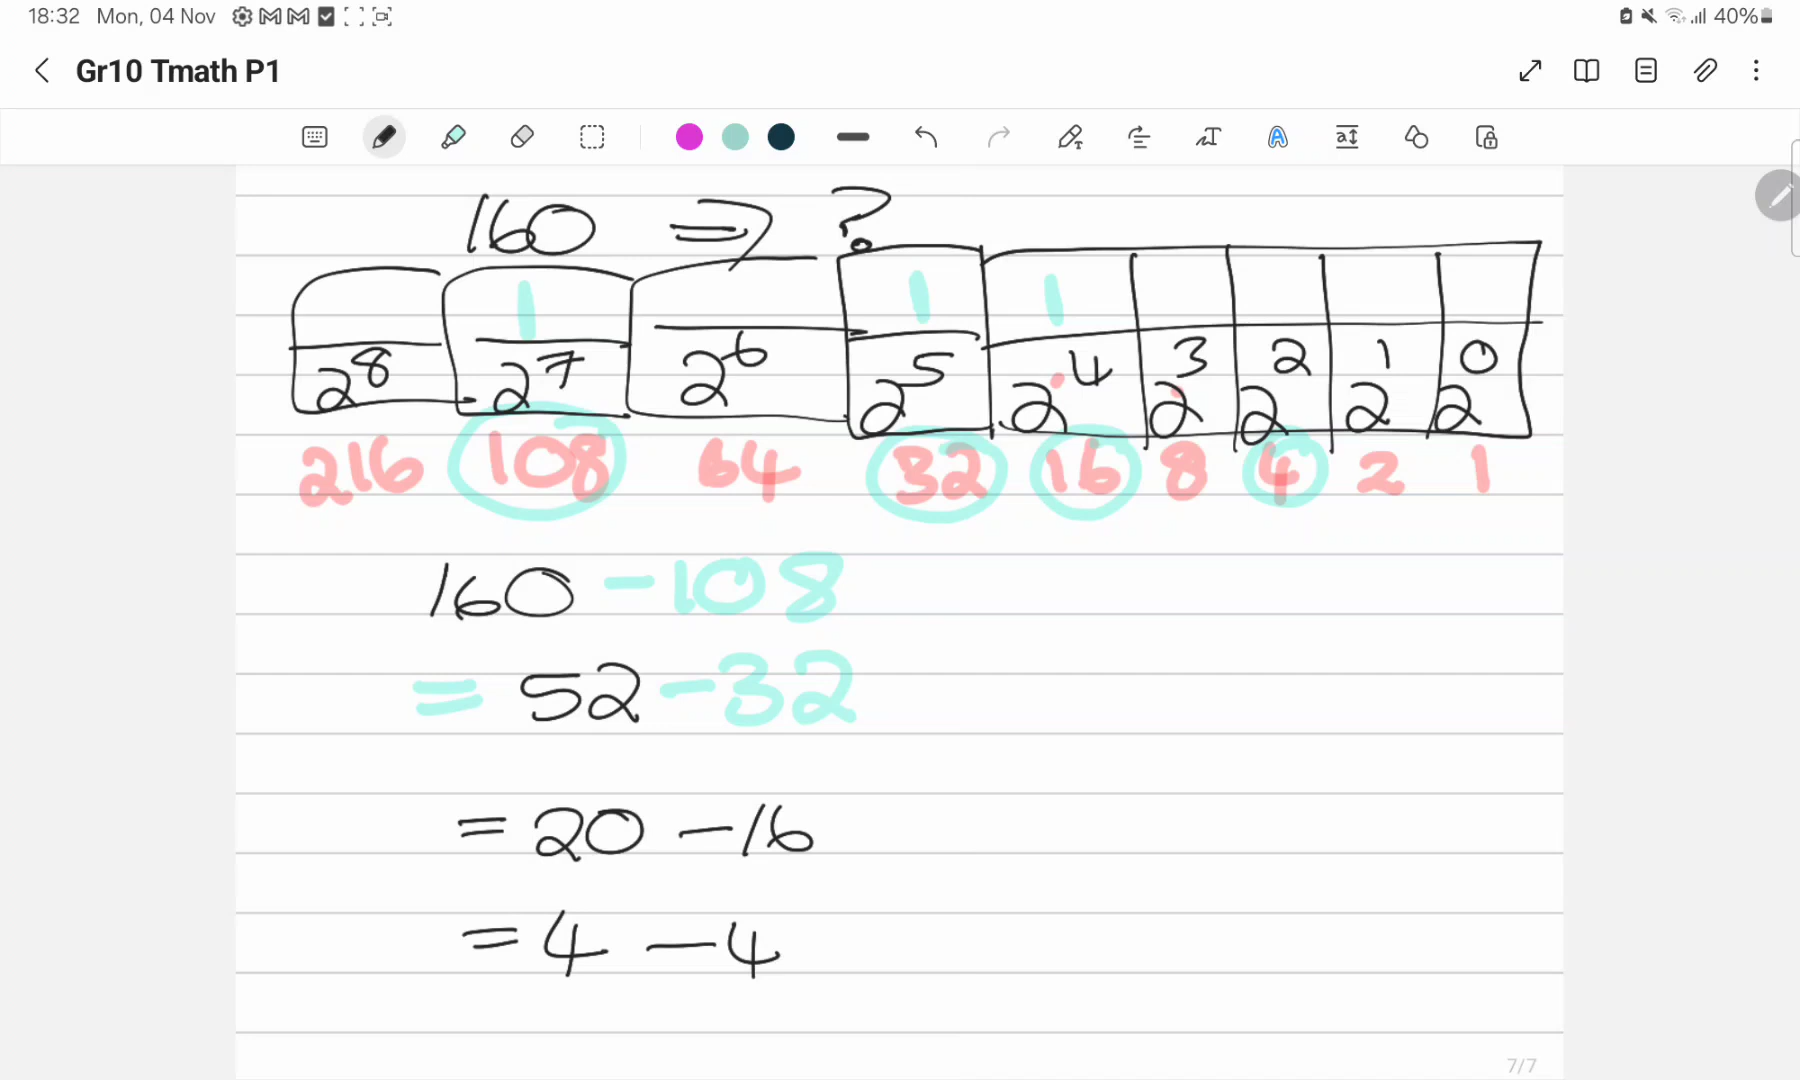 18:32 Mon, 04 Nov 40%
Gr10 Tmath P1
160 ⇒ ?
1 1 1
2^8 2^7 2^6 2^5 2^4 2^3 2^2 2^1 2^0
216 108 64 32 16 8 4 2 1
160 - 108
= 52 - 32
= 20 - 16
= 4 - 4
7/7